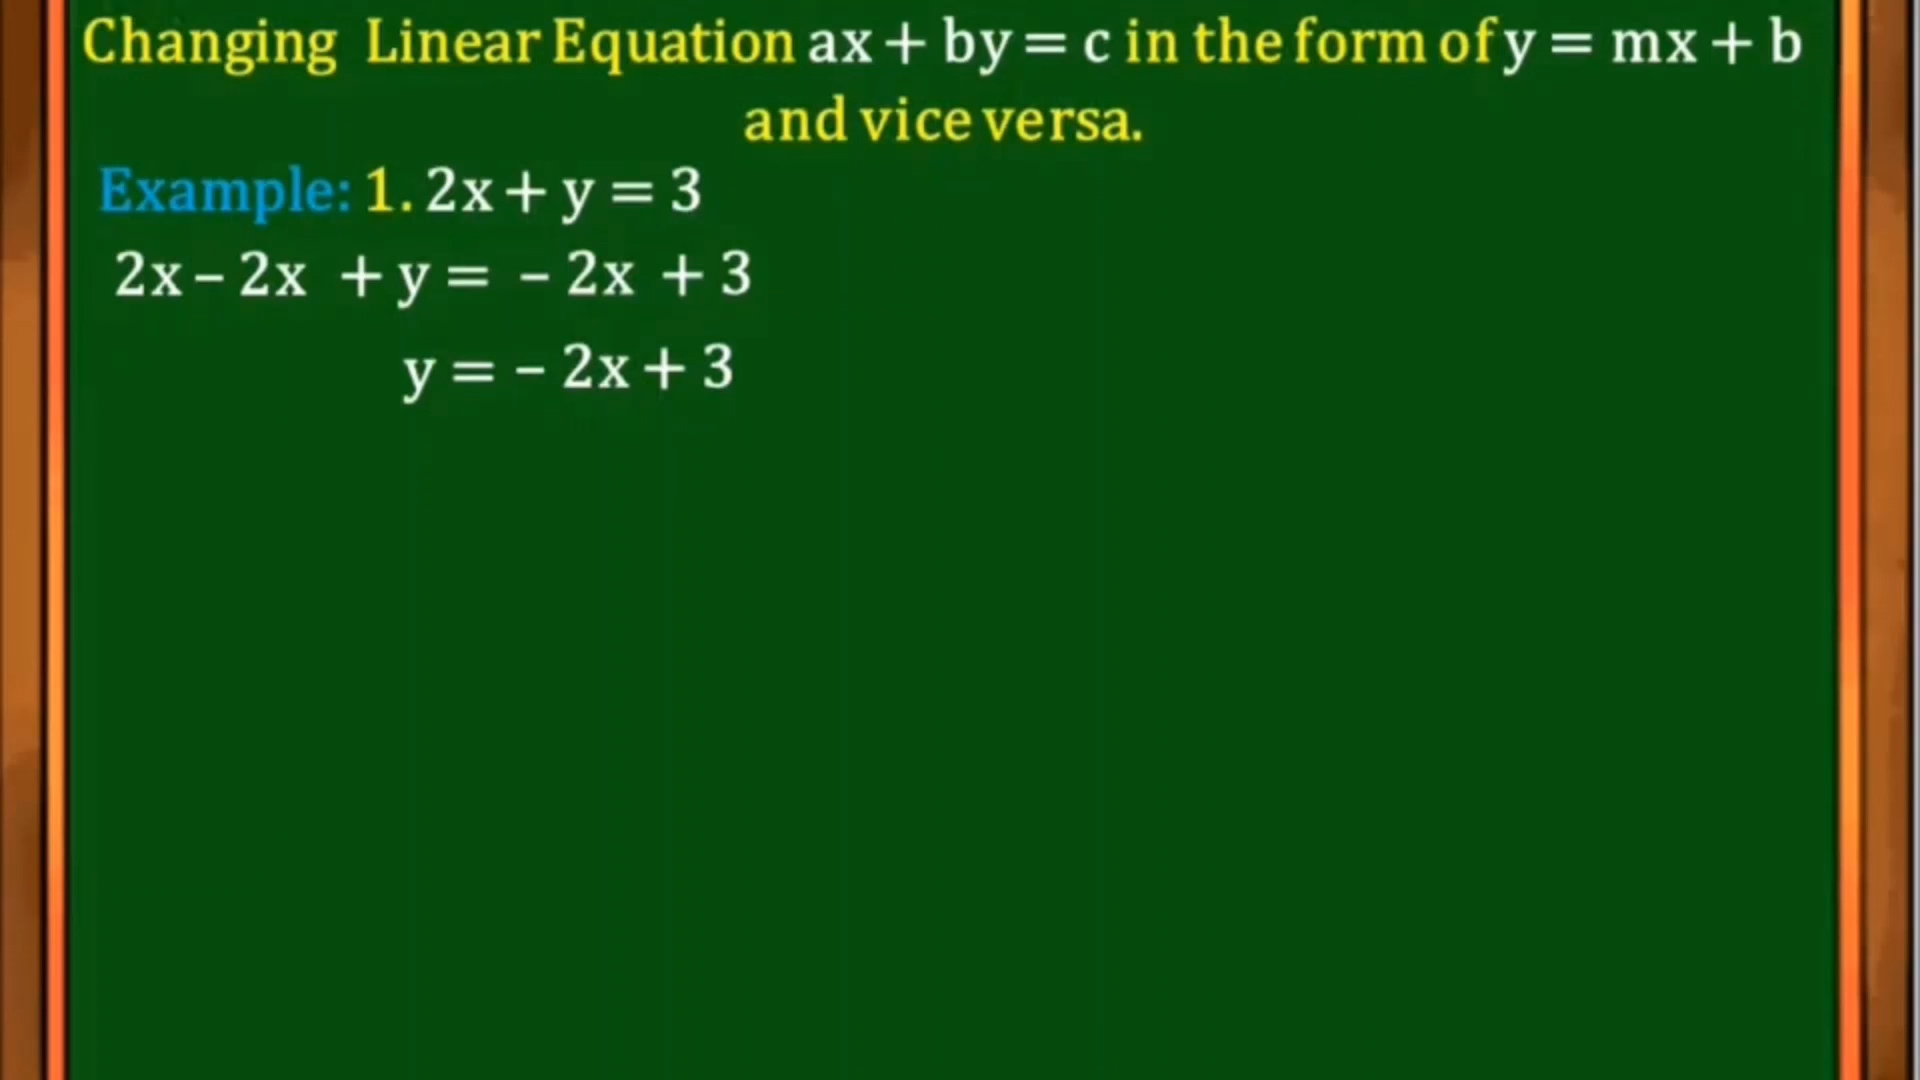 Changing Linear Equation ax + by = c in the form of y = mx + b
and vice versa.
Example: 1. 2x + y = 3
2x – 2x + y = – 2x + 3
y = – 2x + 3